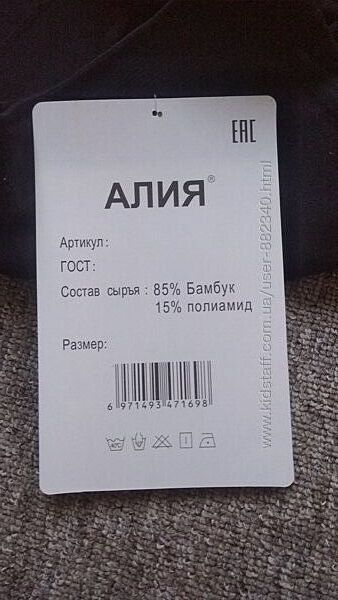 EAC
АЛИЯ®
Артикул:
ГОСТ:
Состав сырья : 85% Бамбук
15% полиамид
Размер:
6 971493 471698
www.kidstaff.com.ua/user-882340.html